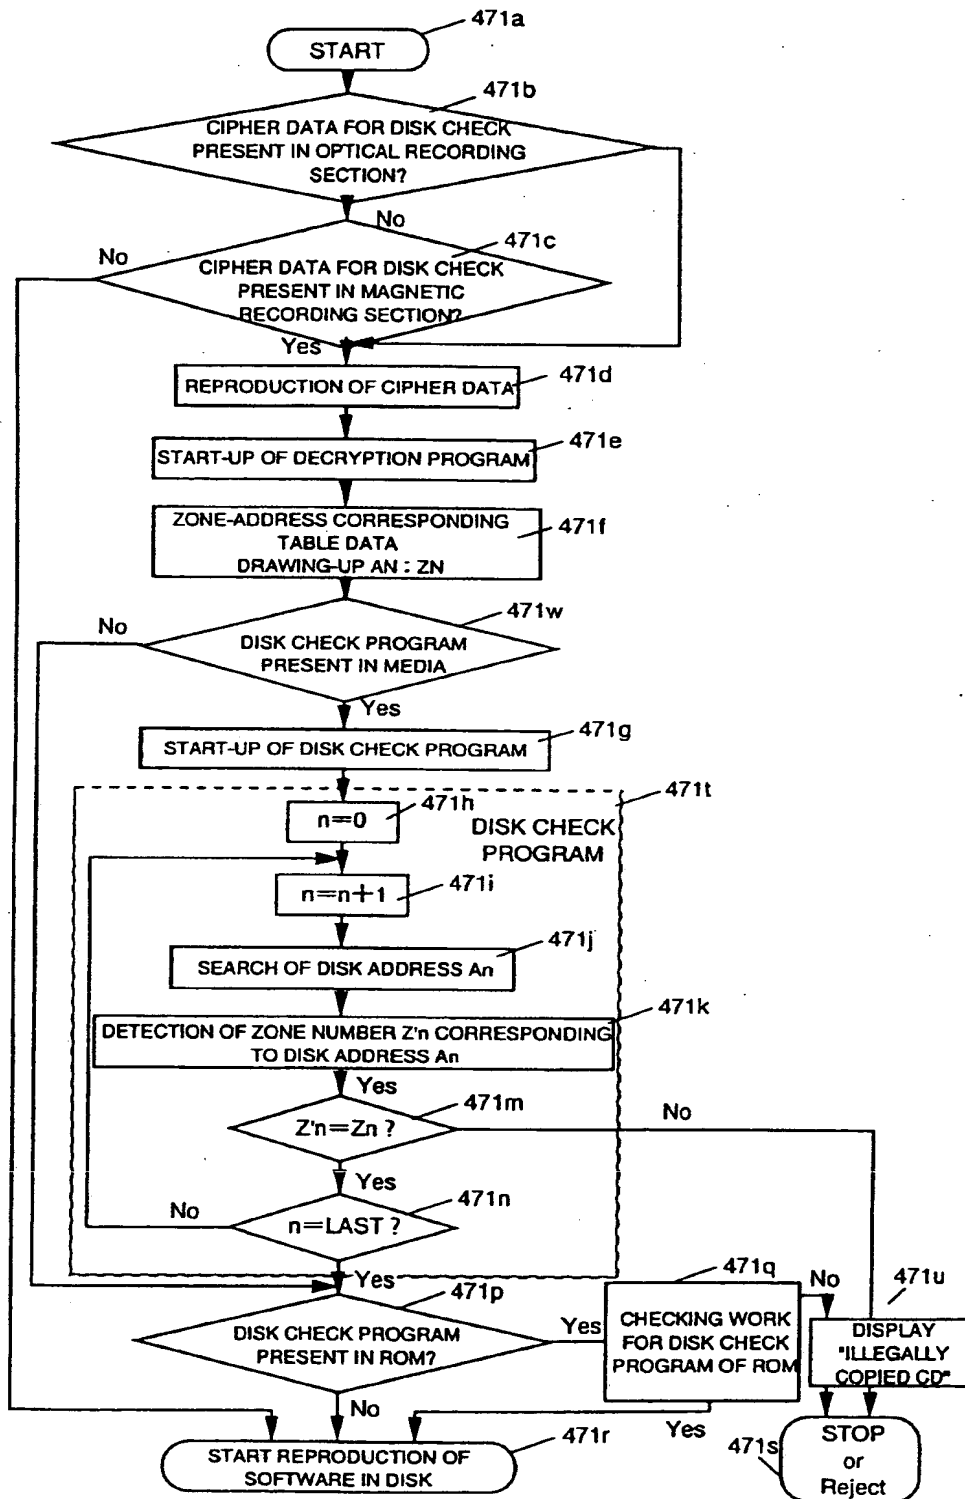 471a
START
471b
CIPHER DATA FOR DISK CHECK
PRESENT IN OPTICAL RECORDING
SECTION?
No
471c
No
CIPHER DATA FOR DISK CHECK
PRESENT IN MAGNETIC
RECORDING SECTION?
Yes
REPRODUCTION OF CIPHER DATA
471d
471e
START-UP OF DECRYPTION PROGRAM
ZONE-ADDRESS CORRESPONDING
TABLE DATA
DRAWING-UP AN : ZN
471f
471w
No
DISK CHECK PROGRAM
PRESENT IN MEDIA
Yes
START-UP OF DISK CHECK PROGRAM
471g
471t
471h
n=0
DISK CHECK
PROGRAM
471i
n=n+1
471j
SEARCH OF DISK ADDRESS An
471k
DETECTION OF ZONE NUMBER Z'n CORRESPONDING
TO DISK ADDRESS An
Yes
471m
No
Z'n=Zn ?
Yes
471n
No
n=LAST ?
Yes
471p
DISK CHECK PROGRAM
PRESENT IN ROM?
Yes
No
471q
CHECKING WORK
FOR DISK CHECK
PROGRAM OF ROM
No
Yes
471u
DISPLAY
"ILLEGALLY
COPIED CD"
START REPRODUCTION OF
SOFTWARE IN DISK
471r
471s
STOP
or
Reject